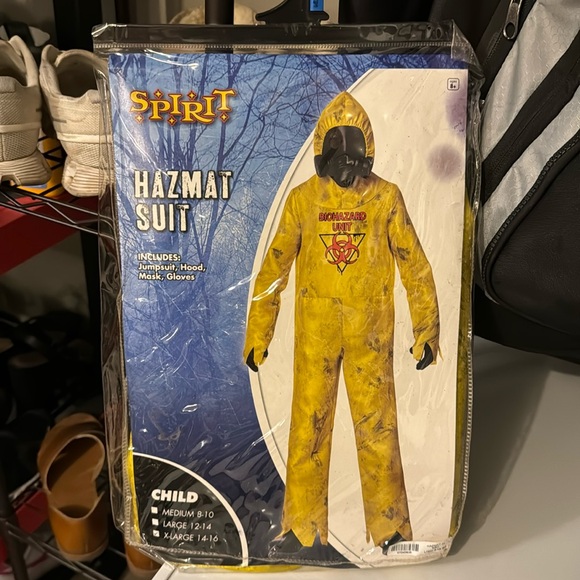 SPIRIT
HAZMAT
SUIT
INCLUDES:
Jumpsuit, Hood,
Mask, Gloves
BIOHAZARD
UNIT
CHILD
MEDIUM 8-10
LARGE 12-14
X-LARGE 14-16